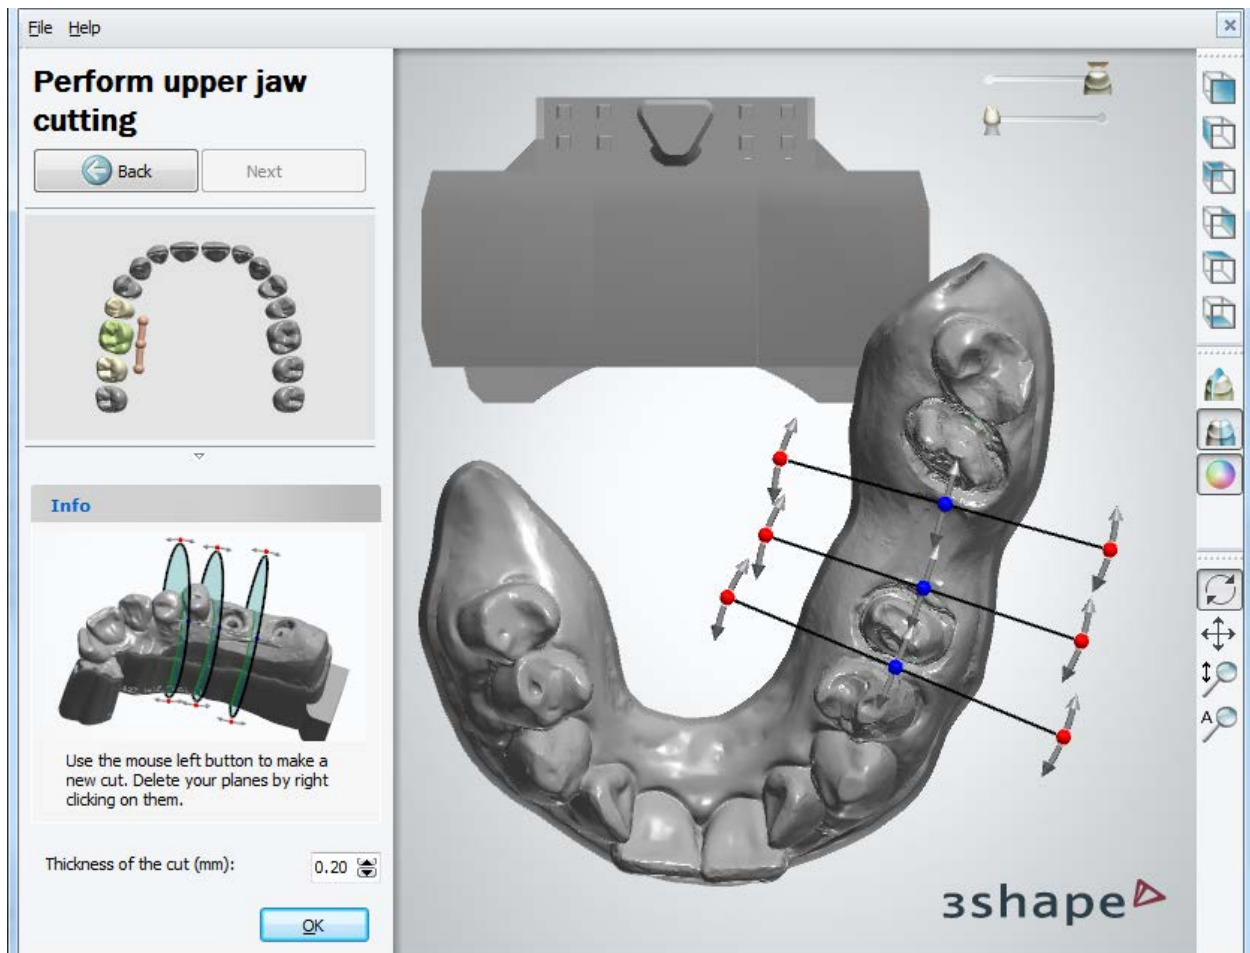 File Help
Perform upper jaw
cutting
Back Next
Info
Use the mouse left button to make a
new cut. Delete your planes by right
clicking on them.
Thickness of the cut (mm): 0.20
OK
A
3shape